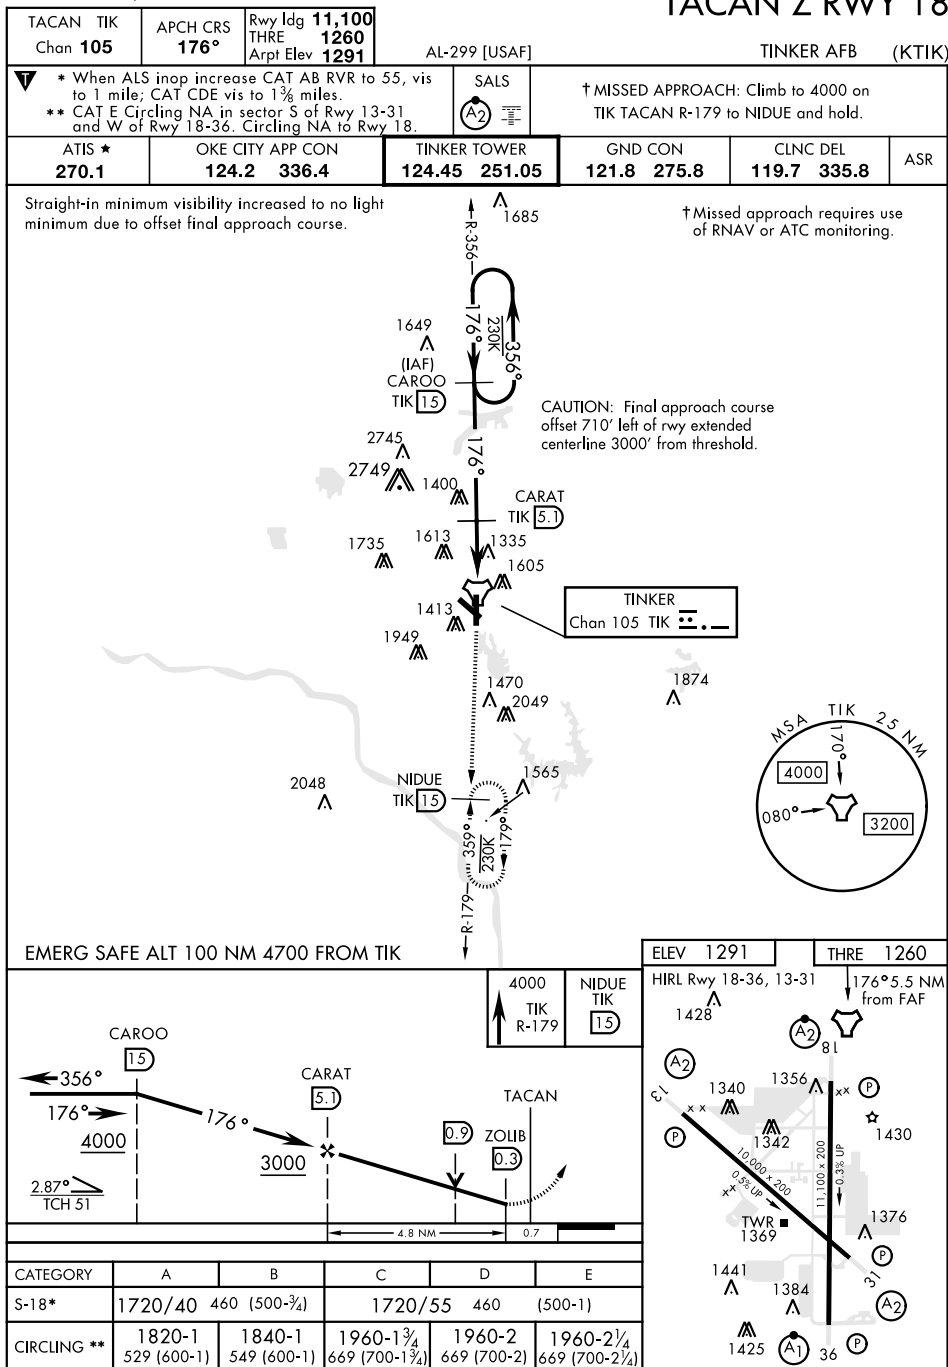 TACAN Z RWY 18
TACAN TIK
Chan 105
APCH CRS
176°
Rwy ldg 11,100
THRE 1260
Arpt Elev 1291
AL-299 [USAF]
TINKER AFB (KTIK)
T
* When ALS inop increase CAT AB RVR to 55, vis
to 1 mile; CAT CDE vis to 1⅜ miles.
** CAT E Circling NA in sector S of Rwy 13-31
and W of Rwy 18-36. Circling NA to Rwy 18.
SALS
A2
† MISSED APPROACH: Climb to 4000 on
TIK TACAN R-179 to NIDUE and hold.
ATIS ★
270.1
OKE CITY APP CON
124.2 336.4
TINKER TOWER
124.45 251.05
GND CON
121.8 275.8
CLNC DEL
119.7 335.8
ASR
Straight-in minimum visibility increased to no light
minimum due to offset final approach course.
†Missed approach requires use
of RNAV or ATC monitoring.
1685
R-356
176°
230K
356°
1649
(IAF)
CAROO
TIK 15
CAUTION: Final approach course
offset 710' left of rwy extended
centerline 3000' from threshold.
176°
2745
2749
1400
CARAT
TIK 5.1
1735
1613
1335
1605
TINKER
Chan 105 TIK
1413
1949
1470
2049
1874
MSA TIK 25 NM
170°
4000
080°
3200
2048
NIDUE
TIK 15
1565
359°
230K
179°
R-179
EMERG SAFE ALT 100 NM 4700 FROM TIK
4000
TIK
R-179
NIDUE
TIK
15
CAROO
15
356°
176°
4000
176°
CARAT
5.1
3000
0.9
TACAN
ZOLIB
0.3
2.87°
TCH 51
4.8 NM
0.7
ELEV 1291
THRE 1260
HIRL Rwy 18-36, 13-31
176° 5.5 NM
from FAF
1428
A2
18
A2
13
1356
P
1340
1342
1430
P
10,000 x 200
0.5% UP
11,100 x 200
0.3% UP
TWR
1369
1376
P
31
1441
1384
A2
1425
A1
36
P
CATEGORY A B C D E
S-18* 1720/40 460 (500-¾) 1720/55 460 (500-1)
CIRCLING ** 1820-1 1840-1 1960-1¾ 1960-2 1960-2¼
529 (600-1) 549 (600-1) 669 (700-1¾) 669 (700-2) 669 (700-2¼)